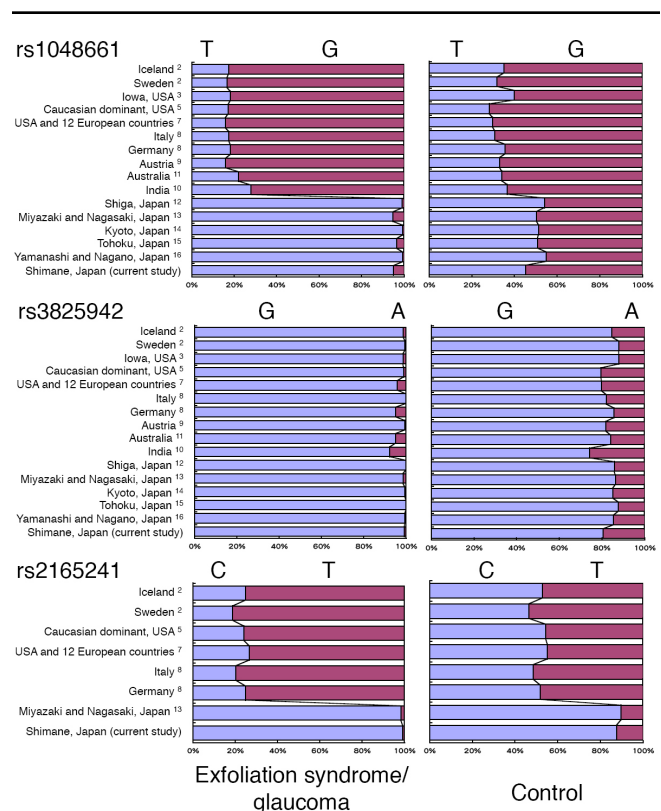 rs1048661
T G T G
Iceland 2
Sweden 2
Iowa, USA 3
Caucasian dominant, USA 5
USA and 12 European countries 7
Italy 8
Germany 8
Austria 9
Australia 11
India 10
Shiga, Japan 12
Miyazaki and Nagasaki, Japan 13
Kyoto, Japan 14
Tohoku, Japan 15
Yamanashi and Nagano, Japan 16
Shimane, Japan (current study)
0% 20% 40% 60% 80% 100% 0% 20% 40% 60% 80% 100%
rs3825942
G A G A
Iceland 2
Sweden 2
Iowa, USA 3
Caucasian dominant, USA 5
USA and 12 European countries 7
Italy 8
Germany 8
Austria 9
Australia 11
India 10
Shiga, Japan 12
Miyazaki and Nagasaki, Japan 13
Kyoto, Japan 14
Tohoku, Japan 15
Yamanashi and Nagano, Japan 16
Shimane, Japan (current study)
0% 20% 40% 60% 80% 100% 0% 20% 40% 60% 80% 100%
rs2165241
C T C T
Iceland 2
Sweden 2
Caucasian dominant, USA 5
USA and 12 European countries 7
Italy 8
Germany 8
Miyazaki and Nagasaki, Japan 13
Shimane, Japan (current study)
0% 20% 40% 60% 80% 100% 0% 20% 40% 60% 80% 100%
Exfoliation syndrome/
glaucoma
Control